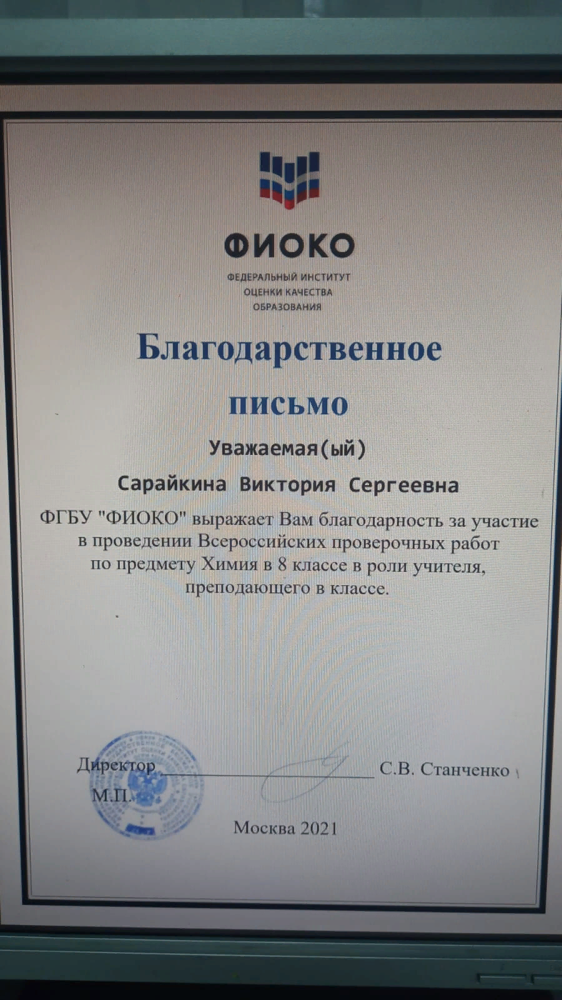 ФИОКО
ФЕДЕРАЛЬНЫЙ ИНСТИТУТ
ОЦЕНКИ КАЧЕСТВА
ОБРАЗОВАНИЯ
Благодарственное
письмо
Уважаемая(ый)
Сарайкина Виктория Сергеевна
ФГБУ "ФИОКО" выражает Вам благодарность за участие
в проведении Всероссийских проверочных работ
по предмету Химия в 8 классе в роли учителя,
преподающего в классе.
Директор С.В. Станченко
М.П.
Москва 2021